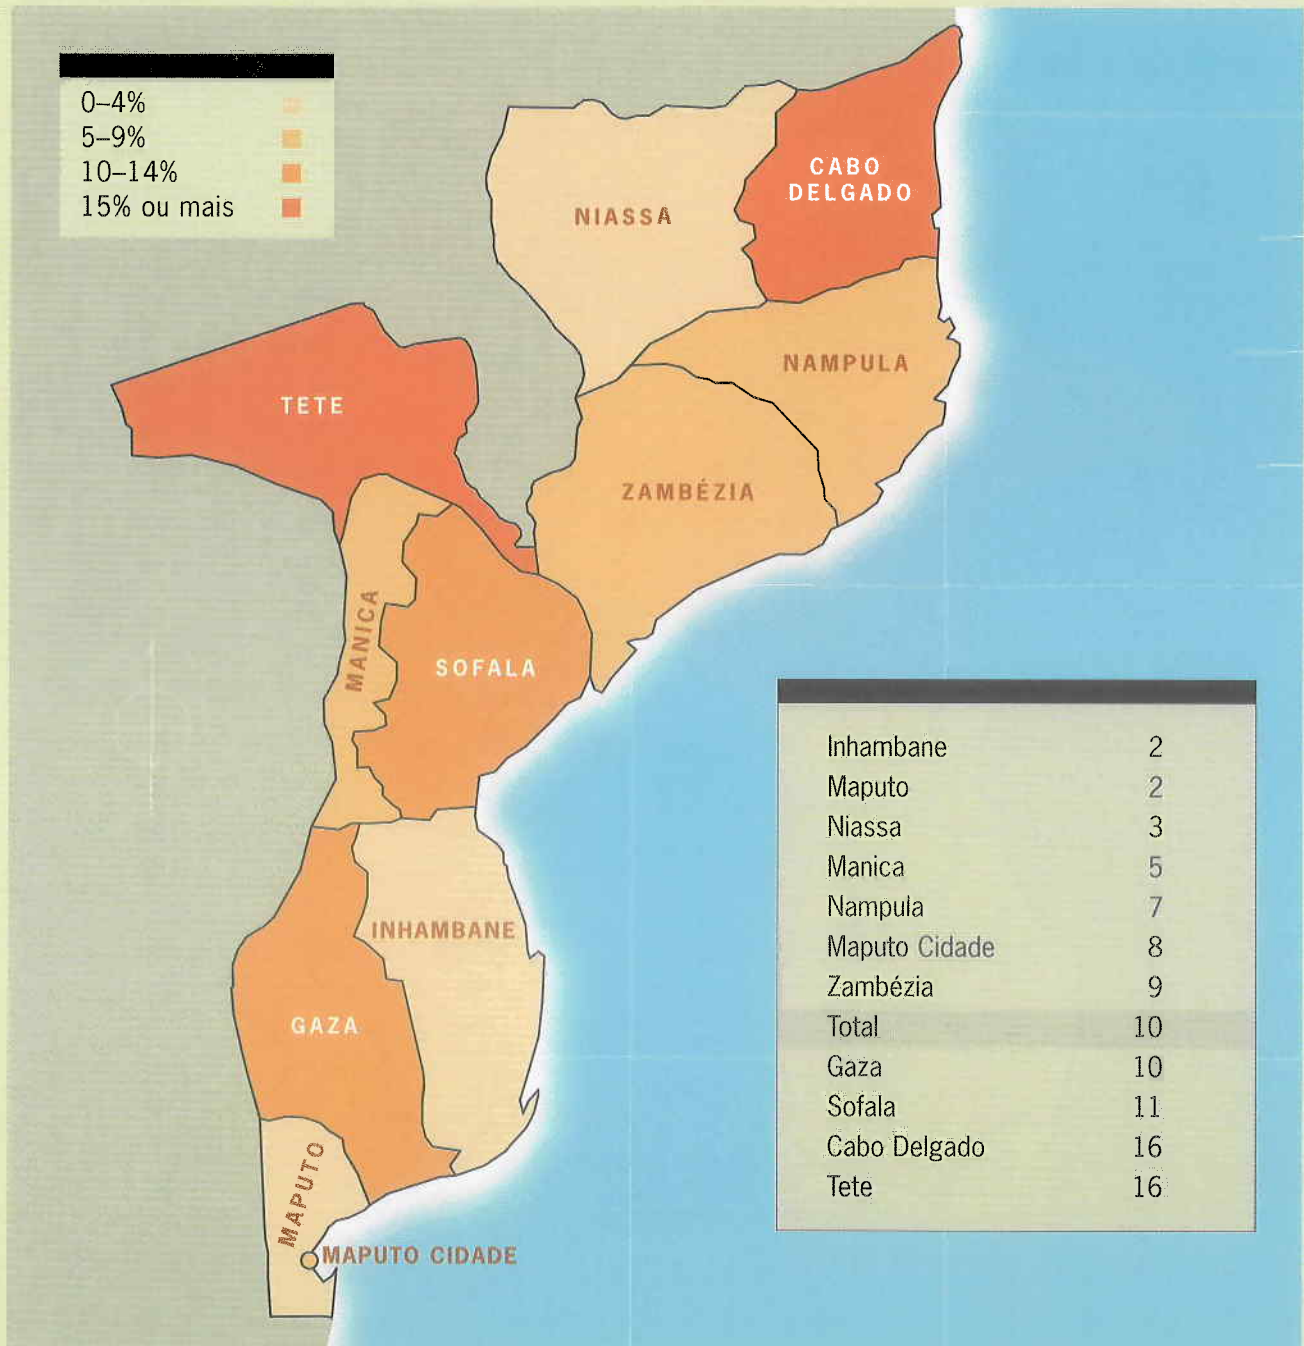 0–4%
5–9%
10–14%
15% ou mais
CABO
DELGADO
NIASSA
NAMPULA
TETE
ZAMBÉZIA
MANICA
SOFALA
INHAMBANE
GAZA
MAPUTO
MAPUTO CIDADE
Inhambane 2
Maputo 2
Niassa 3
Manica 5
Nampula 7
Maputo Cidade 8
Zambézia 9
Total 10
Gaza 10
Sofala 11
Cabo Delgado 16
Tete 16